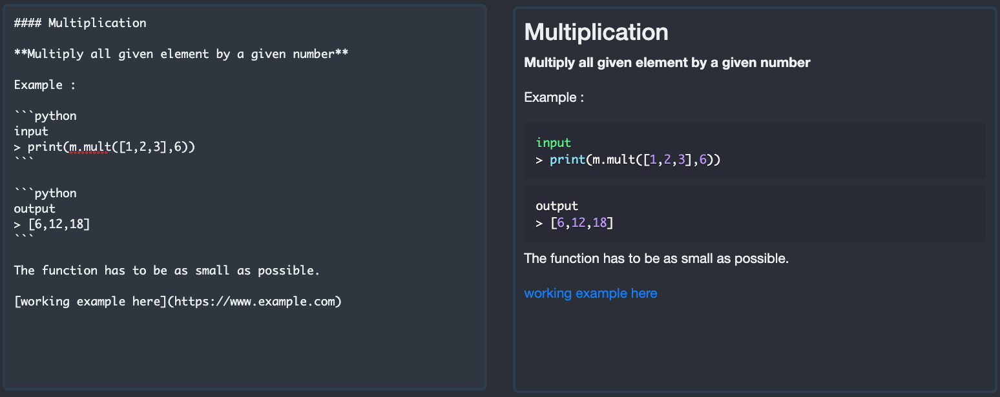 #### Multiplication
**Multiply all given element by a given number**
Example :
```python
input
> print(m.mult([1,2,3],6))
```
```python
output
> [6,12,18]
```
The function has to be as small as possible.
[working example here](https://www.example.com)
Multiplication
Multiply all given element by a given number
Example :
input
> print(m.mult([1,2,3],6))
output
> [6,12,18]
The function has to be as small as possible.
working example here